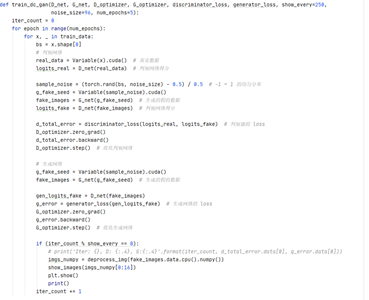 def train_dc_gan(D_net, G_net, D_optimizer, G_optimizer, discriminator_loss, generator_loss, show_every=250,
noise_size=96, num_epochs=5):
iter_count = 0
for epoch in range(num_epochs):
for x, _ in train_data:
bs = x.shape[0]
# 判别网络
real_data = Variable(x).cuda() # 真实数据
logits_real = D_net(real_data) # 判别网络得分
sample_noise = (torch.rand(bs, noise_size) - 0.5) / 0.5 # -1 ~ 1 的均匀分布
g_fake_seed = Variable(sample_noise).cuda()
fake_images = G_net(g_fake_seed) # 生成的假的数据
logits_fake = D_net(fake_images) # 判别网络得分
d_total_error = discriminator_loss(logits_real, logits_fake) # 判别器的 loss
D_optimizer.zero_grad()
d_total_error.backward()
D_optimizer.step() # 优化判别网络
# 生成网络
g_fake_seed = Variable(sample_noise).cuda()
fake_images = G_net(g_fake_seed) # 生成的假的数据
gen_logits_fake = D_net(fake_images)
g_error = generator_loss(gen_logits_fake) # 生成网络的 loss
G_optimizer.zero_grad()
g_error.backward()
G_optimizer.step() # 优化生成网络
if (iter_count % show_every == 0):
# print('Iter: {}, D: {:.4}, G:{:.4}'.format(iter_count, d_total_error.data[0], g_error.data[0]))
imgs_numpy = deprocess_img(fake_images.data.cpu().numpy())
show_images(imgs_numpy[0:16])
plt.show()
print()
iter_count += 1